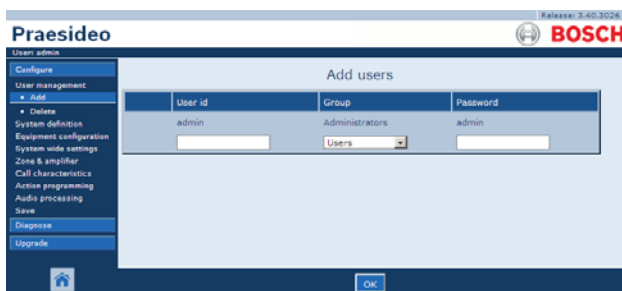 Release: 3.40.3026
Praesideo
BOSCH
User: admin
Configure
User management
Add
Delete
System definition
Equipment configuration
System wide settings
Zone & amplifier
Call characteristics
Action programming
Audio processing
Save
Diagnose
Upgrade
Add users
User id Group Password
admin Administrators admin
Users
OK